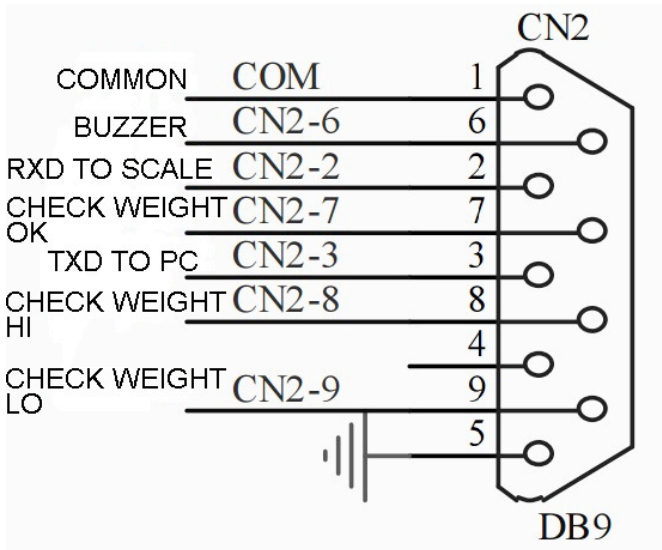 CN2
COMMON COM 1
BUZZER CN2-6 6
RXD TO SCALE CN2-2 2
CHECK WEIGHT OK CN2-7 7
TXD TO PC CN2-3 3
CHECK WEIGHT HI CN2-8 8
4
CHECK WEIGHT LO CN2-9 9
5
DB9